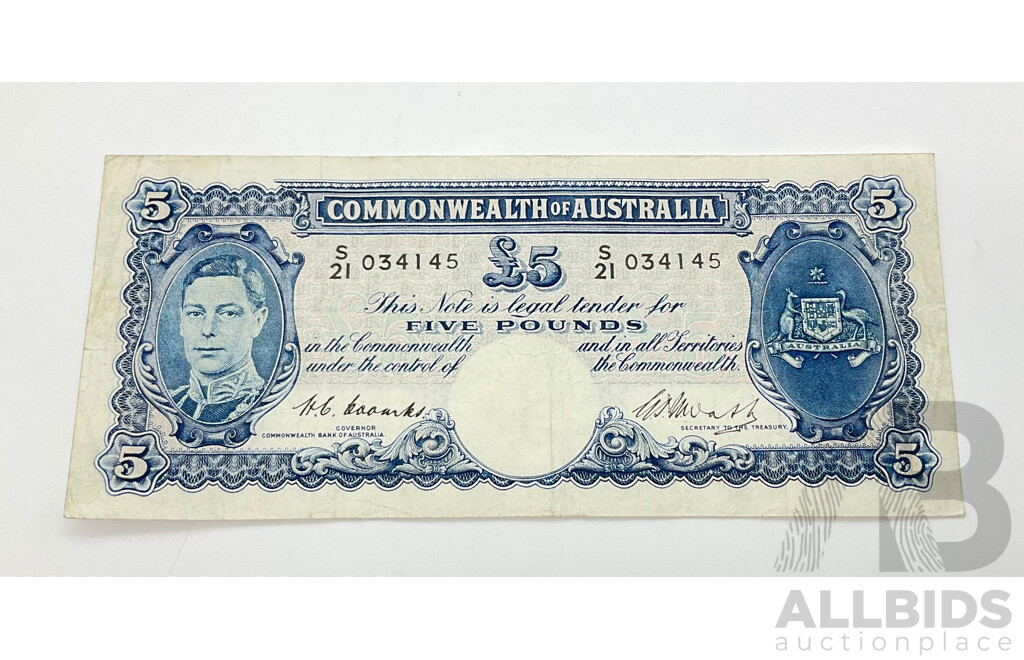 5 5
COMMONWEALTH OF AUSTRALIA
S/21 034145 £5 S/21 034145
This Note is legal tender for
FIVE POUNDS
in the Commonwealth and in all Territories
under the control of the Commonwealth.
AUSTRALIA
H.C. Coombs
GOVERNOR
COMMONWEALTH BANK OF AUSTRALIA.
SECRETARY TO THE TREASURY.
5 5
AB
ALLBIDS
auctionplace